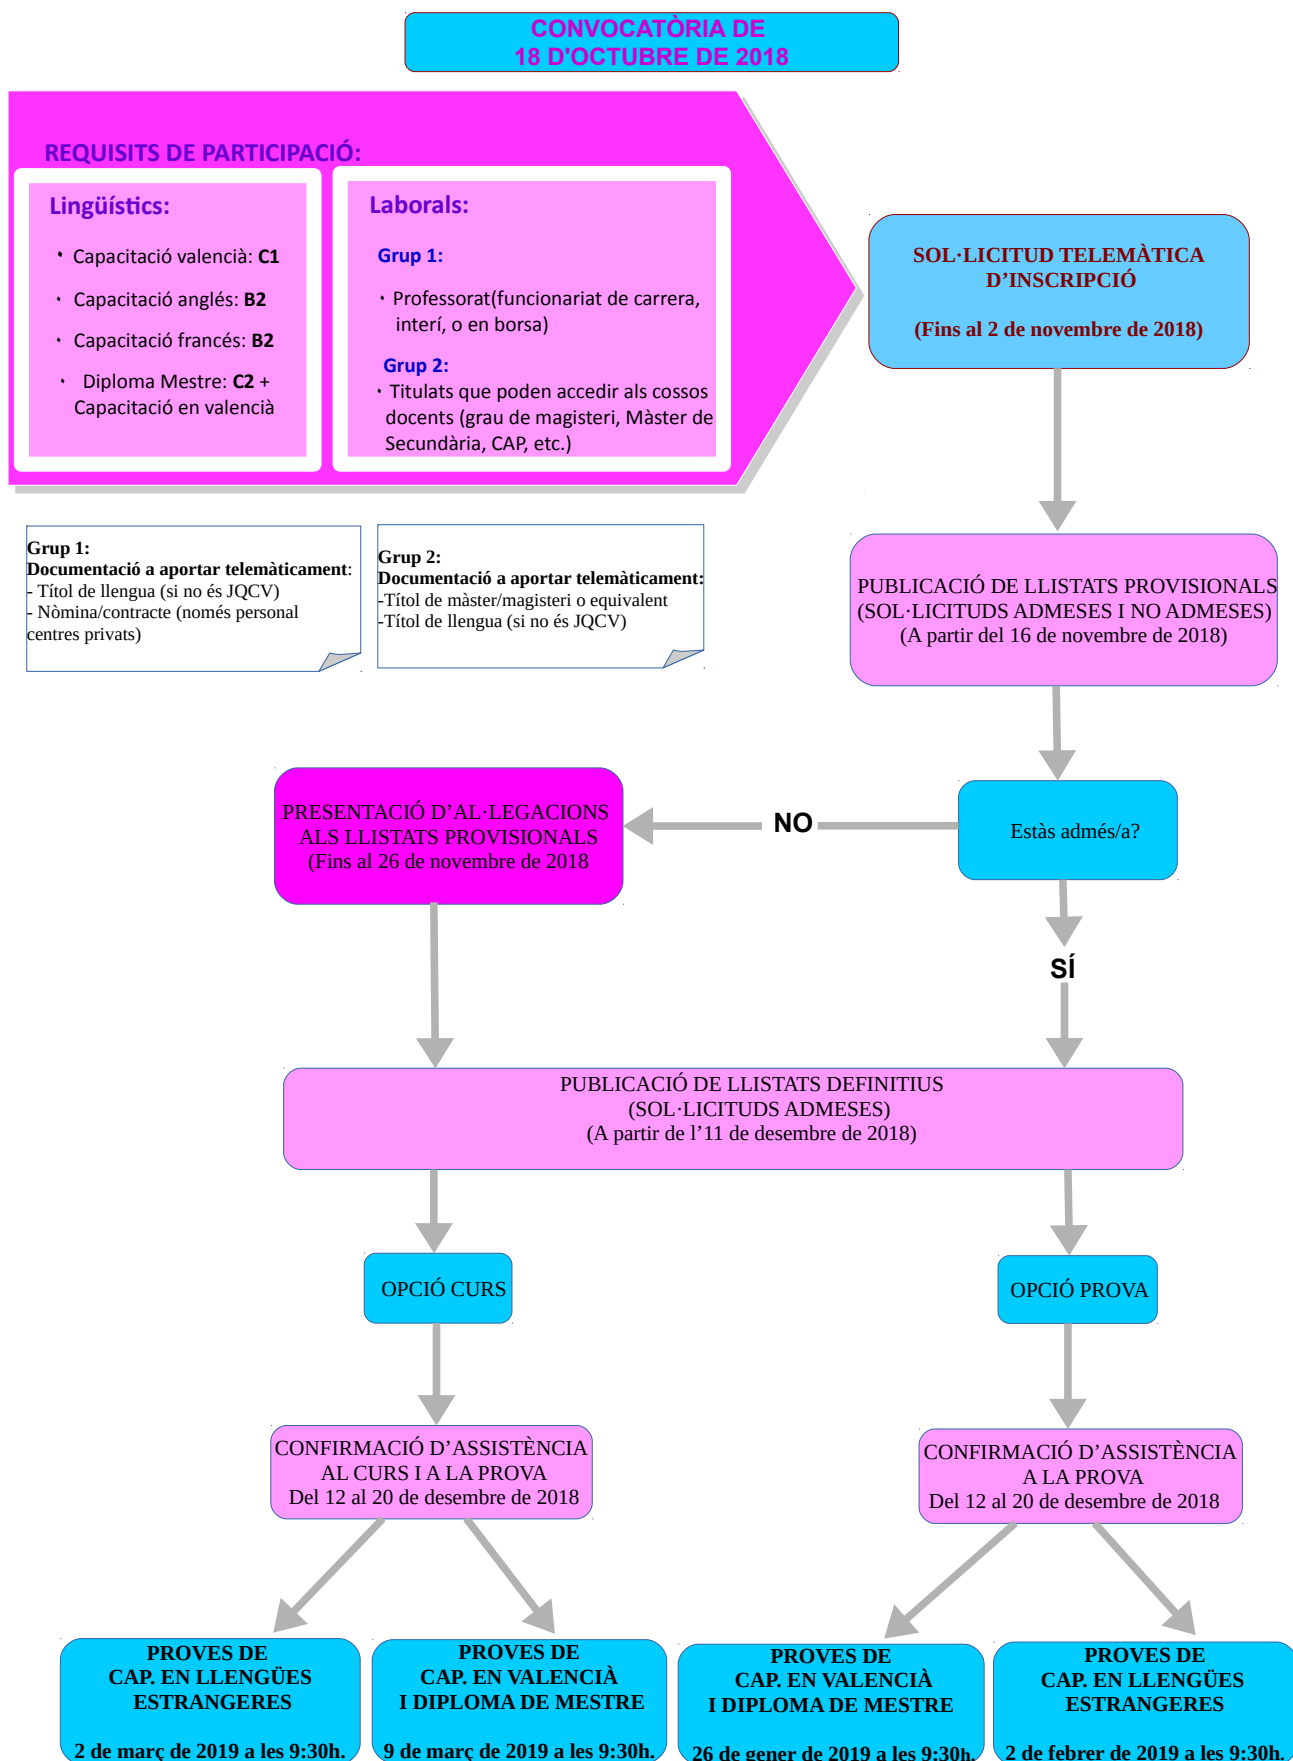 CONVOCATÒRIA DE
18 D'OCTUBRE DE 2018
REQUISITS DE PARTICIPACIÓ:
Lingüístics:
· Capacitació valencià: C1
· Capacitació anglés: B2
· Capacitació francés: B2
· Diploma Mestre: C2 +
Capacitació en valencià
Laborals:
Grup 1:
· Professorat(funcionariat de carrera,
interí, o en borsa)
Grup 2:
· Titulats que poden accedir als cossos
docents (grau de magisteri, Màster de
Secundària, CAP, etc.)
SOL·LICITUD TELEMÀTICA
D’INSCRIPCIÓ
(Fins al 2 de novembre de 2018)
Grup 1:
Documentació a aportar telemàticament:
- Títol de llengua (si no és JQCV)
- Nòmina/contracte (només personal
centres privats)
Grup 2:
Documentació a aportar telemàticament:
-Títol de màster/magisteri o equivalent
-Títol de llengua (si no és JQCV)
PUBLICACIÓ DE LLISTATS PROVISIONALS
(SOL·LICITUDS ADMESES I NO ADMESES)
(A partir del 16 de novembre de 2018)
PRESENTACIÓ D’AL·LEGACIONS
ALS LLISTATS PROVISIONALS
(Fins al 26 de novembre de 2018
NO
Estàs admés/a?
SÍ
PUBLICACIÓ DE LLISTATS DEFINITIUS
(SOL·LICITUDS ADMESES)
(A partir de l’11 de desembre de 2018)
OPCIÓ CURS
OPCIÓ PROVA
CONFIRMACIÓ D’ASSISTÈNCIA
AL CURS I A LA PROVA
Del 12 al 20 de desembre de 2018
CONFIRMACIÓ D’ASSISTÈNCIA
A LA PROVA
Del 12 al 20 de desembre de 2018
PROVES DE
CAP. EN LLENGÜES
ESTRANGERES
2 de març de 2019 a les 9:30h.
PROVES DE
CAP. EN VALENCIÀ
I DIPLOMA DE MESTRE
9 de març de 2019 a les 9:30h.
PROVES DE
CAP. EN VALENCIÀ
I DIPLOMA DE MESTRE
26 de gener de 2019 a les 9:30h.
PROVES DE
CAP. EN LLENGÜES
ESTRANGERES
2 de febrer de 2019 a les 9:30h.